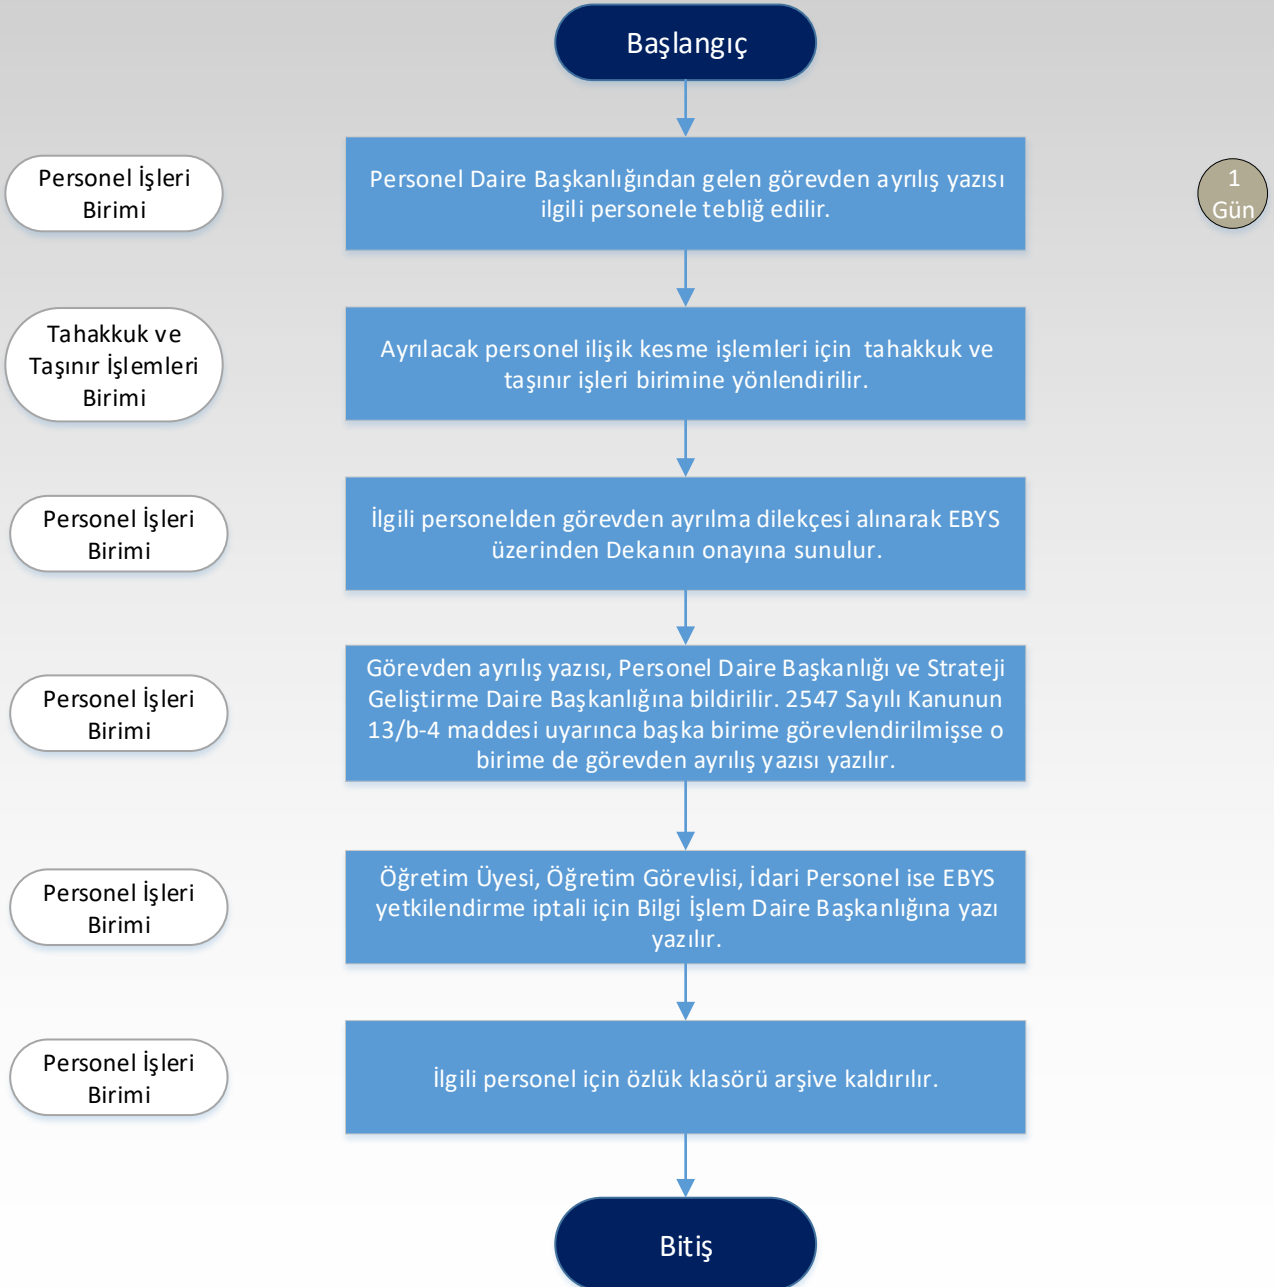 Başlangıç
Personel İşleri
Birimi
Personel Daire Başkanlığından gelen görevden ayrılış yazısı
ilgili personele tebliğ edilir.
1
Gün
Tahakkuk ve
Taşınır İşlemleri
Birimi
Ayrılacak personel ilişik kesme işlemleri için tahakkuk ve
taşınır işleri birimine yönlendirilir.
Personel İşleri
Birimi
İlgili personelden görevden ayrılma dilekçesi alınarak EBYS
üzerinden Dekanın onayına sunulur.
Personel İşleri
Birimi
Görevden ayrılış yazısı, Personel Daire Başkanlığı ve Strateji
Geliştirme Daire Başkanlığına bildirilir. 2547 Sayılı Kanunun
13/b-4 maddesi uyarınca başka birime görevlendirilmişse o
birime de görevden ayrılış yazısı yazılır.
Personel İşleri
Birimi
Öğretim Üyesi, Öğretim Görevlisi, İdari Personel ise EBYS
yetkilendirme iptali için Bilgi İşlem Daire Başkanlığına yazı
yazılır.
Personel İşleri
Birimi
İlgili personel için özlük klasörü arşive kaldırılır.
Bitiş